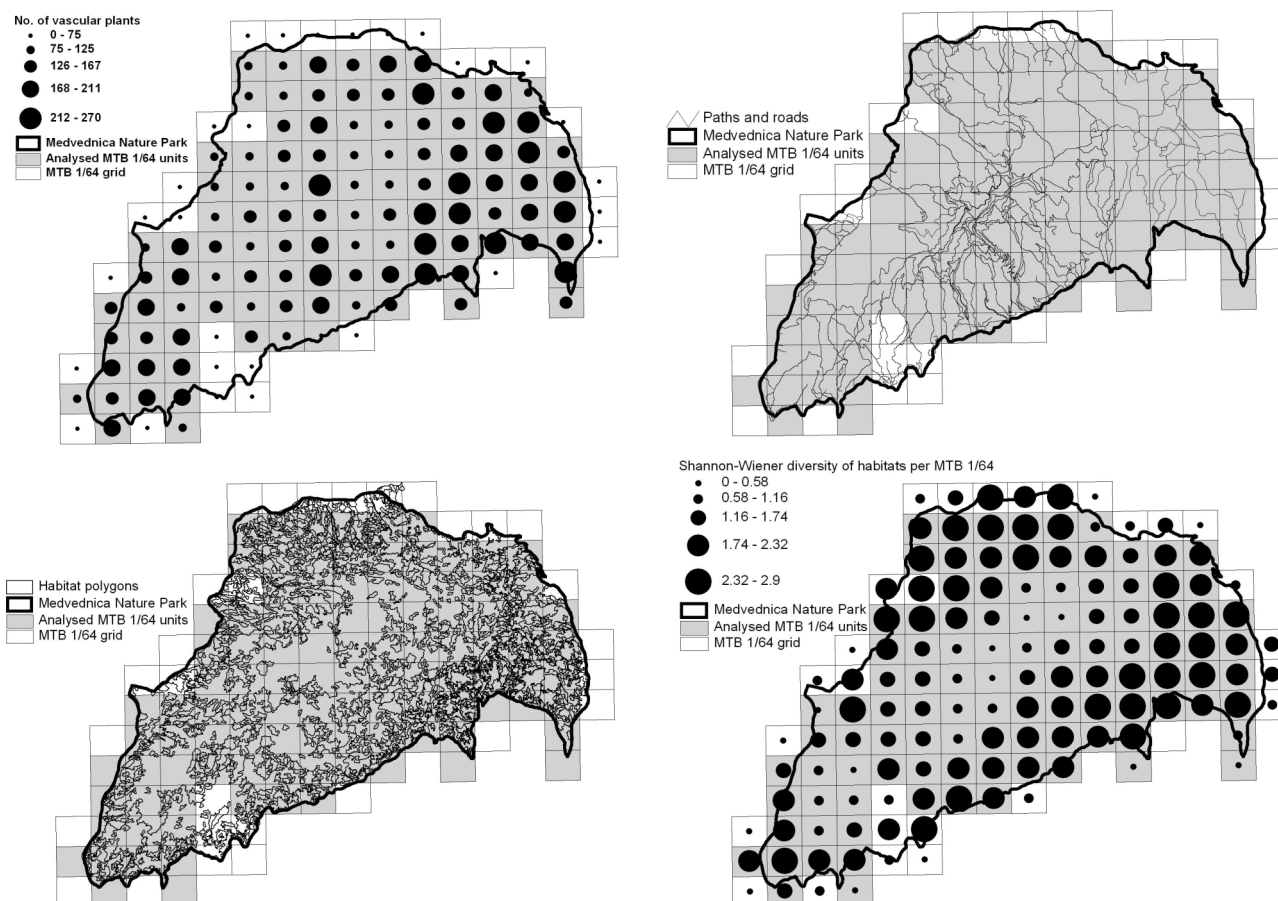 No. of vascular plants
0 - 75
75 - 125
126 - 167
168 - 211
212 - 270
Medvednica Nature Park
Analysed MTB 1/64 units
MTB 1/64 grid
Paths and roads
Medvednica Nature Park
Analysed MTB 1/64 units
MTB 1/64 grid
Habitat polygons
Medvednica Nature Park
Analysed MTB 1/64 units
MTB 1/64 grid
Shannon-Wiener diversity of habitats per MTB 1/64
0 - 0.58
0.58 - 1.16
1.16 - 1.74
1.74 - 2.32
2.32 - 2.9
Medvednica Nature Park
Analysed MTB 1/64 units
MTB 1/64 grid